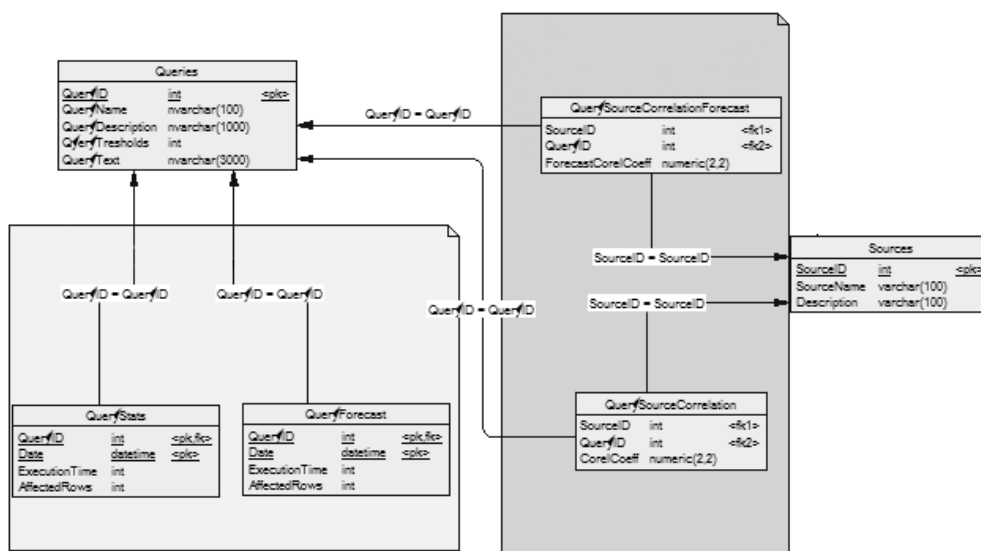 Queries
QueryID int <pk>
QueryName nvarchar(100)
QueryDescription nvarchar(1000)
QueryTresholds int
QueryText nvarchar(3000)
QueryID = QueryID
QuerySourceCorrelationForecast
SourceID int <fk1>
QueryID int <fk2>
ForecastCorelCoeff numeric(2,2)
SourceID = SourceID
Sources
SourceID int <pk>
SourceName varchar(100)
Description varchar(100)
QueryID = QueryID
QueryID = QueryID
QueryID = QueryID
SourceID = SourceID
QueryStats
QueryID int <pk,fk>
Date datetime <pk>
ExecutionTime int
AffectedRows int
QueryForecast
QueryID int <pk,fk>
Date datetime <pk>
ExecutionTime int
AffectedRows int
QuerySourceCorrelation
SourceID int <fk1>
QueryID int <fk2>
CorelCoeff numeric(2,2)